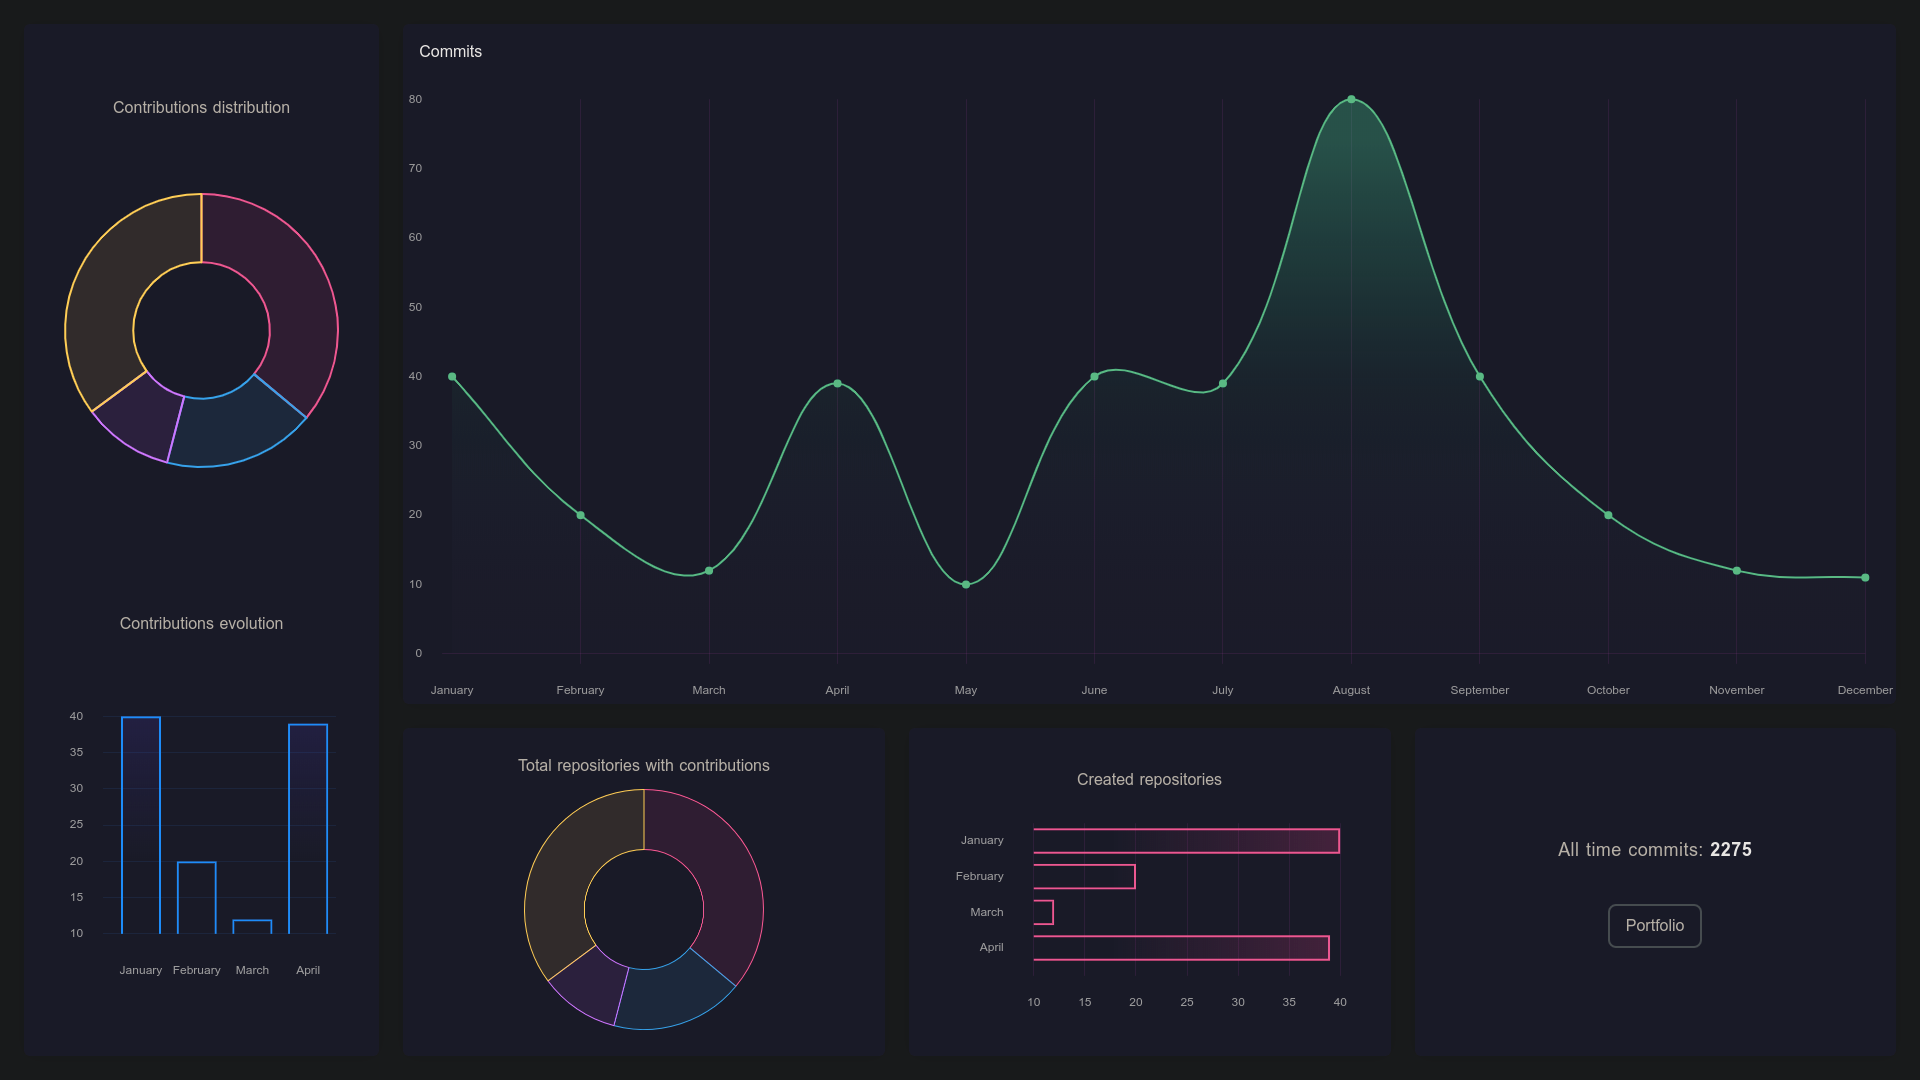 Contributions distribution
Contributions evolution
40
35
30
25
20
15
10
January February March April
Commits
80
70
60
50
40
30
20
10
0
January February March April May June July August September October November December
Total repositories with contributions
Created repositories
January
February
March
April
10 15 20 25 30 35 40
All time commits: 2275
Portfolio